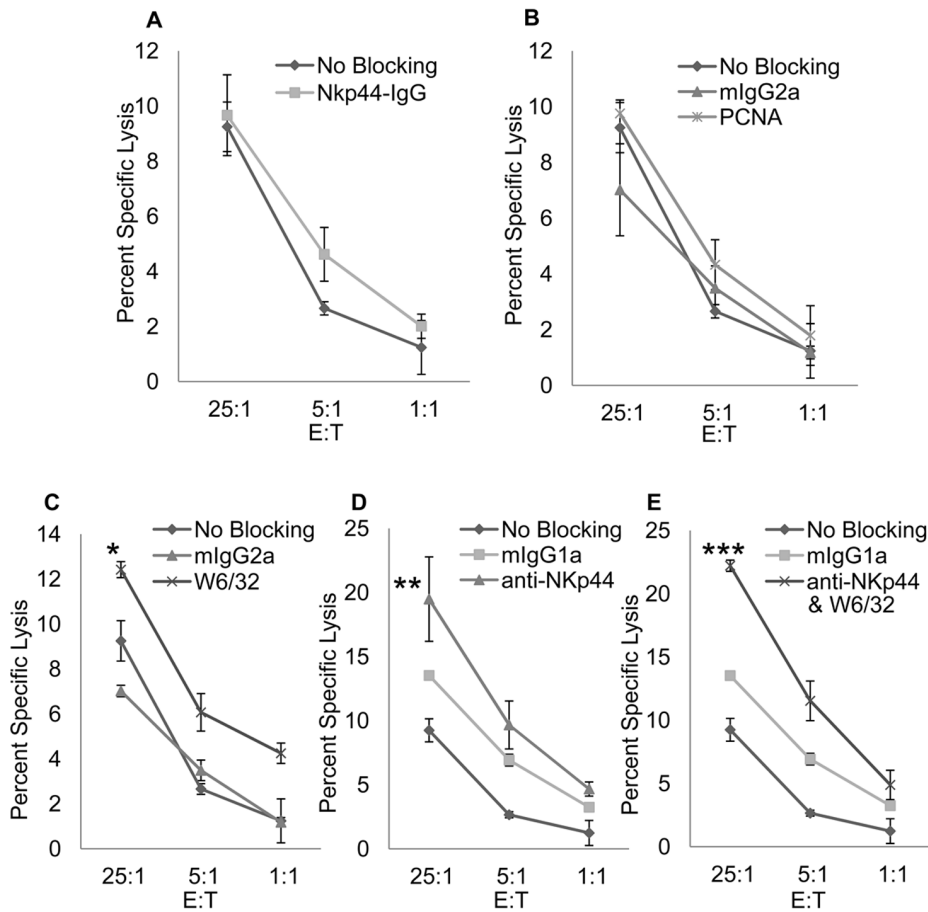 A
No Blocking
Nkp44-IgG
Percent Specific Lysis
12
10
8
6
4
2
0
25:1 5:1 1:1
E:T
B
No Blocking
mIgG2a
PCNA
Percent Specific Lysis
12
10
8
6
4
2
0
25:1 5:1 1:1
E:T
C
No Blocking
mIgG2a
W6/32
*
Percent Specific Lysis
14
12
10
8
6
4
2
0
25:1 5:1 1:1
E:T
D
No Blocking
mIgG1a
anti-NKp44
**
Percent Specific Lysis
25
20
15
10
5
0
25:1 5:1 1:1
E:T
E
No Blocking
mIgG1a
anti-NKp44
& W6/32
***
Percent Specific Lysis
25
20
15
10
5
0
25:1 5:1 1:1
E:T